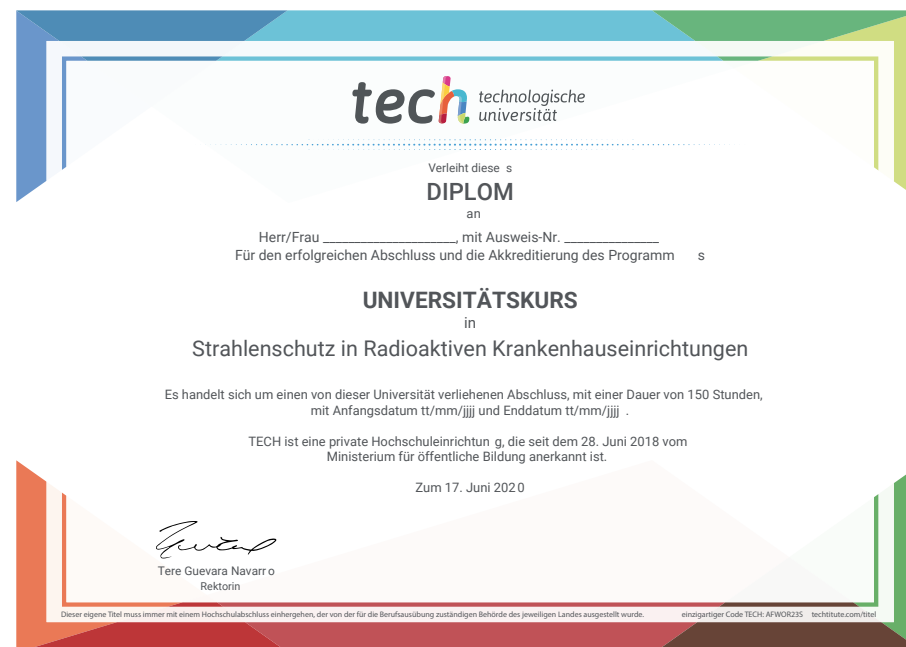 tech technologische
universität
Verleiht diese s
DIPLOM
an
Herr/Frau ___________________, mit Ausweis-Nr. ______________
Für den erfolgreichen Abschluss und die Akkreditierung des Programm s
UNIVERSITÄTSKURS
in
Strahlenschutz in Radioaktiven Krankenhauseinrichtungen
Es handelt sich um einen von dieser Universität verliehenen Abschluss, mit einer Dauer von 150 Stunden,
mit Anfangsdatum tt/mm/jjjj und Enddatum tt/mm/jjjj .
TECH ist eine private Hochschuleinrichtun g, die seit dem 28. Juni 2018 vom
Ministerium für öffentliche Bildung anerkannt ist.
Zum 17. Juni 2020
Tere Guevara Navarro
Rektorin
Dieser eigene Titel muss immer mit einem Hochschulabschluss einhergehen, der von der für die Berufsausübung zuständigen Behörde des jeweiligen Landes ausgestellt wurde. einzigartiger Code TECH: AFWOR23S techtitute.com/titel